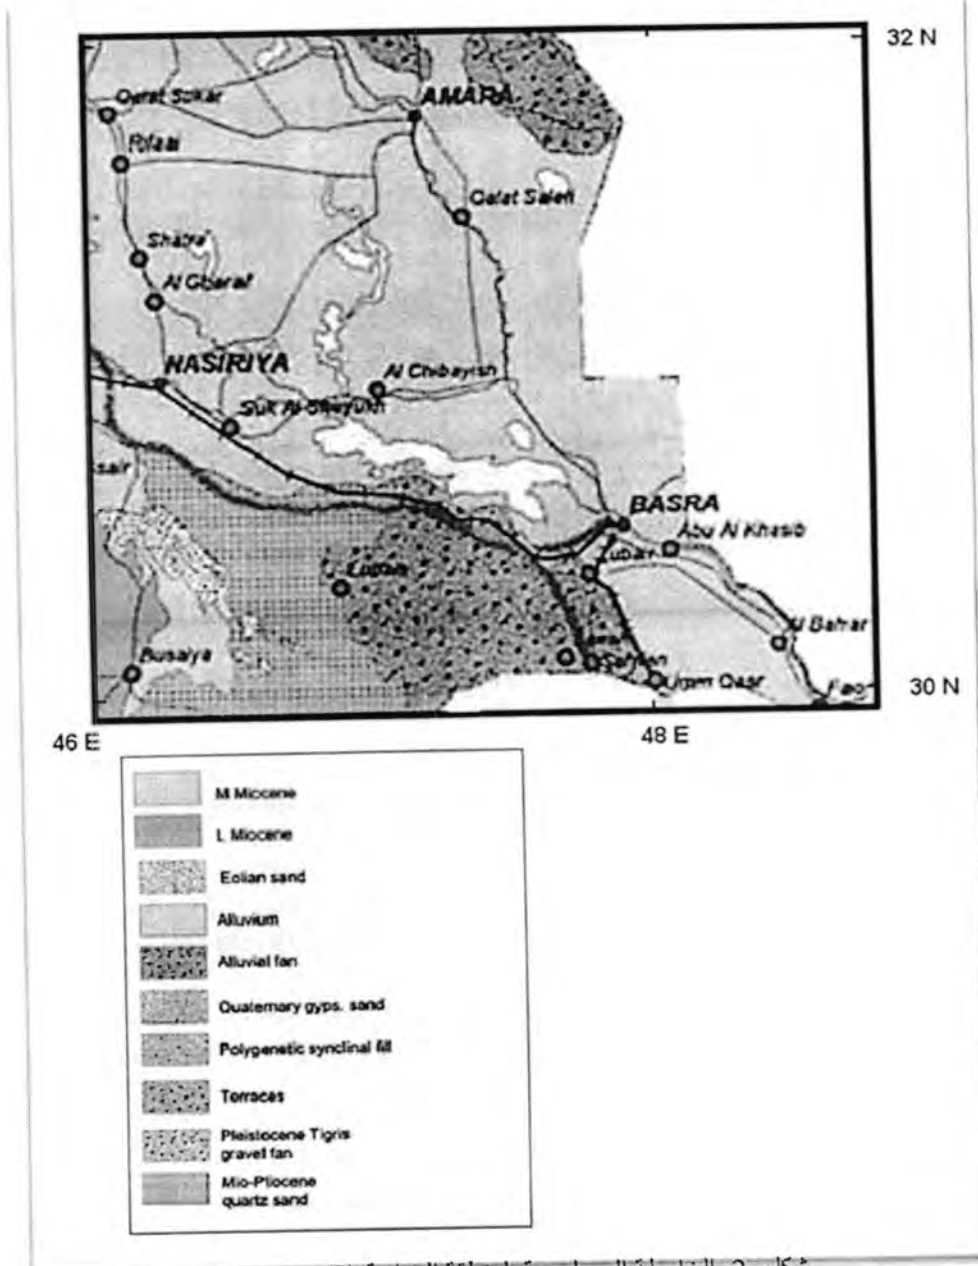 32 N
Qalat Sukar
AMARA
Rifaai
Qalat Saleh
Shatra
Al Gharaf
NASIRIYA
Al Chibayish
Suk Al-Sheyukh
BASRA
Abu Al Khasib
Zubair
Busaiya
Safwan
Umm Qasr
Fao
30 N
46 E
48 E
M Miocene
L Miocene
Eolian sand
Alluvium
Alluvial fan
Quaternary gyps. sand
Polygenetic synclinal fill
Terraces
Pleistocene Tigris
gravel fan
Mio-Pliocene
quartz sand